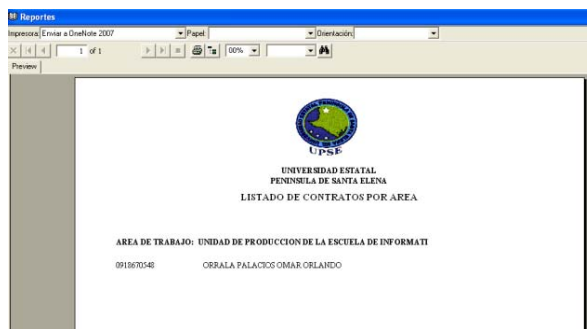 Reportes
Impresora: Enviar a OneNote 2007 Papel: Orientación:
1 of 1 00%
Preview
UPSE
UNIVERSIDAD ESTATAL
PENINSULA DE SANTA ELENA
LISTADO DE CONTRATOS POR AREA
AREA DE TRABAJO: UNIDAD DE PRODUCCION DE LA ESCUELA DE INFORMATI
0918670548 ORRALA PALACIOS OMAR ORLANDO